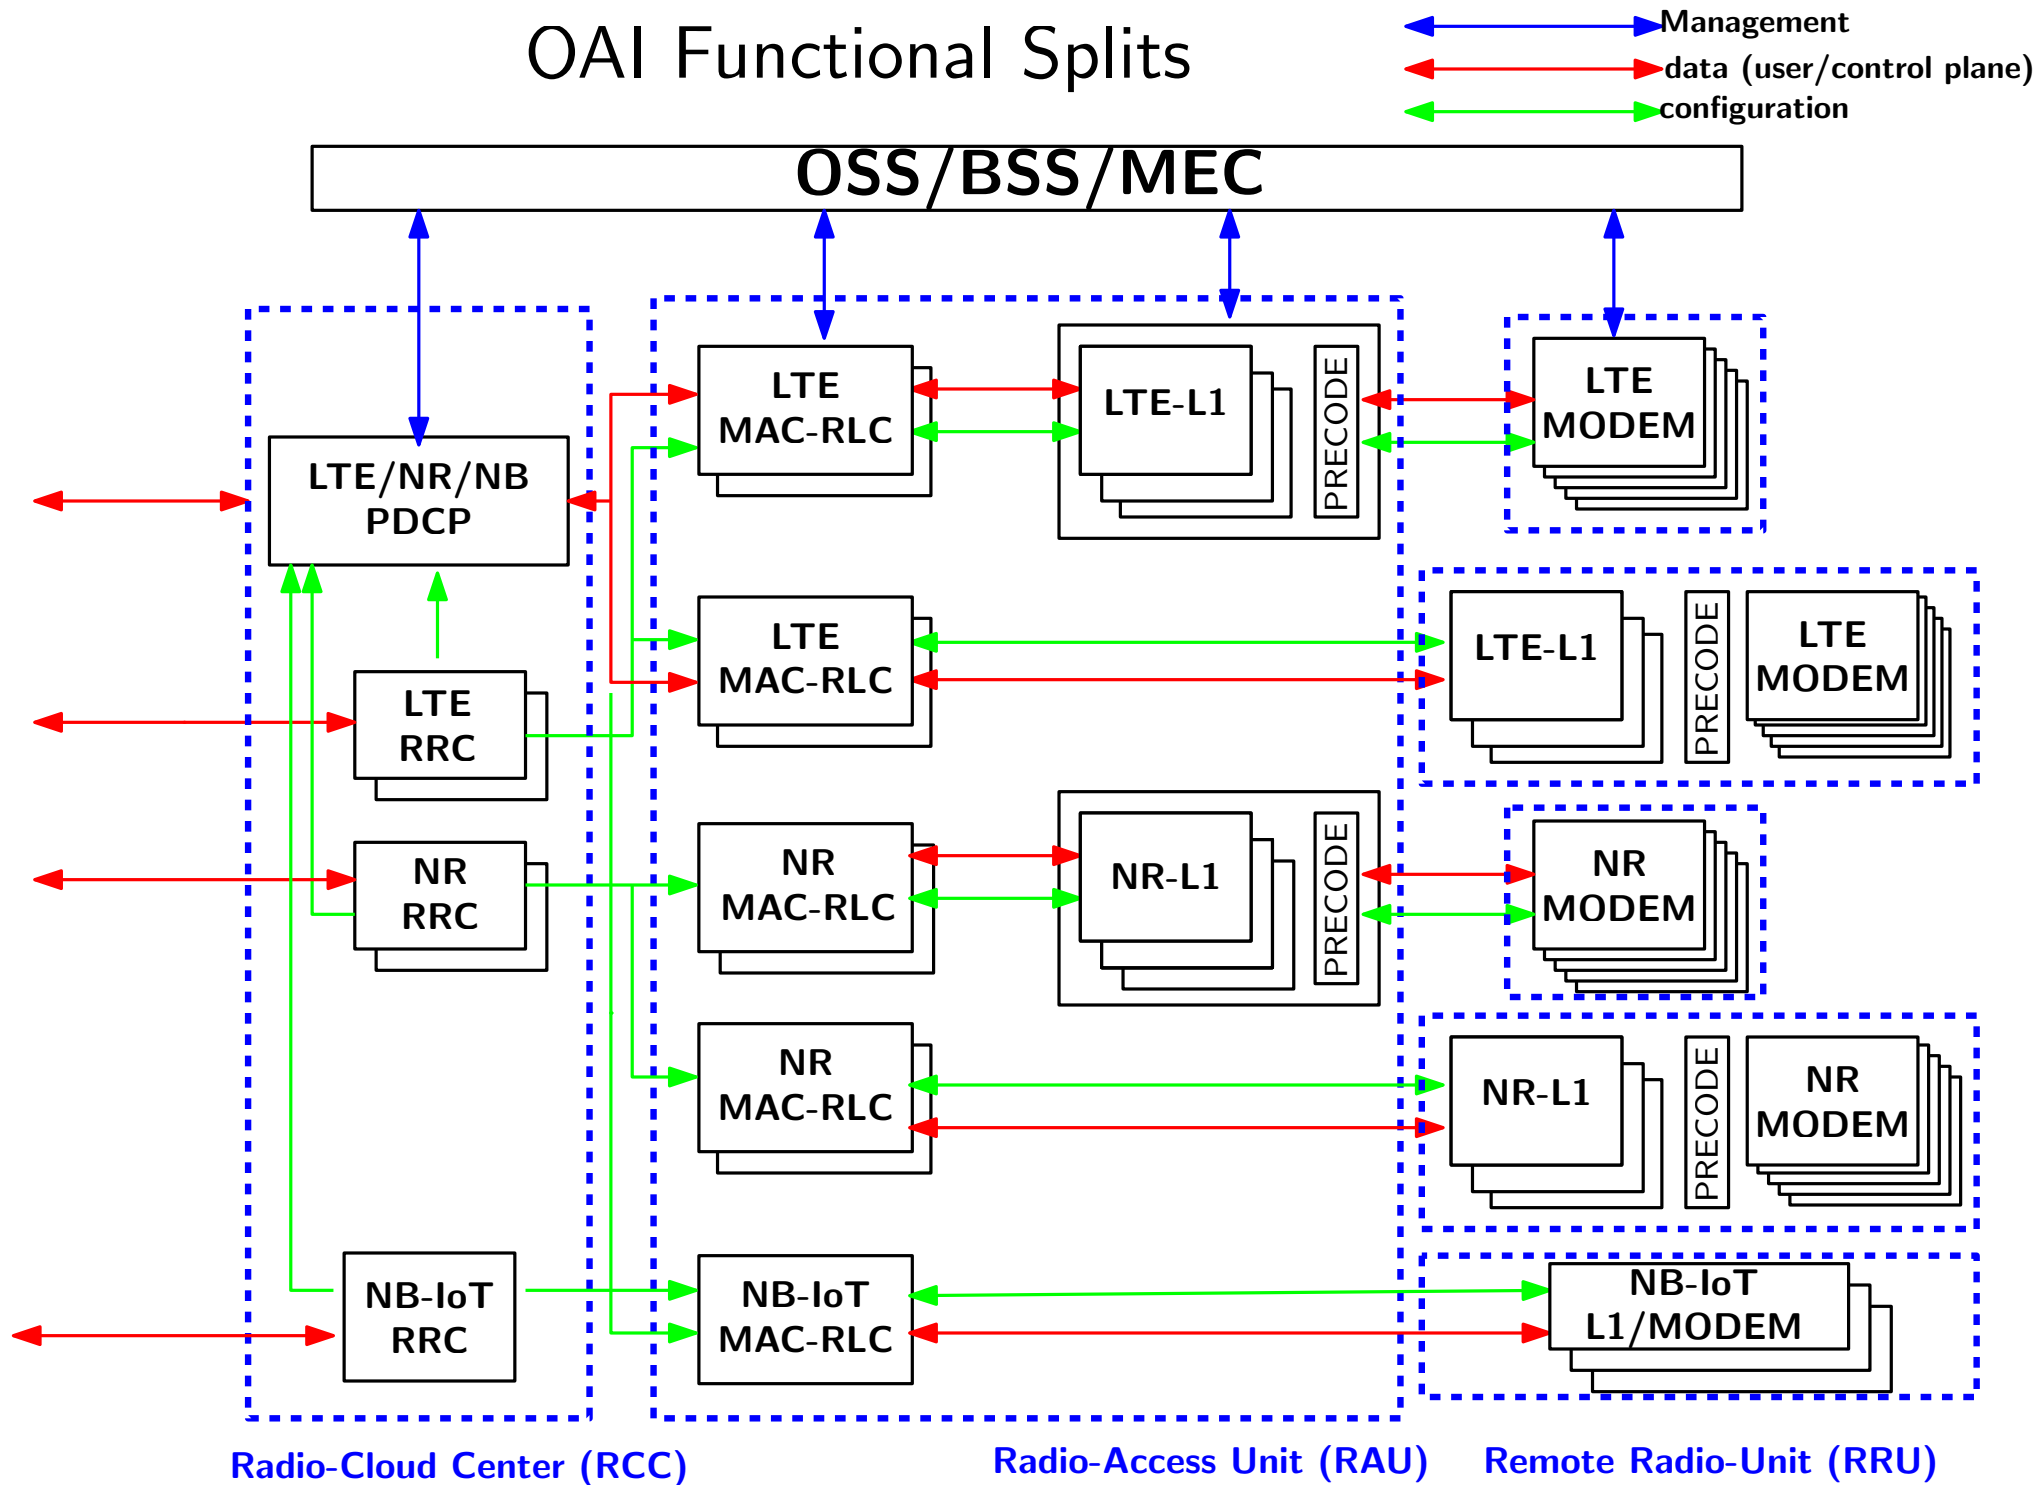 OAI Functional Splits
Management
data (user/control plane)
configuration
OSS/BSS/MEC
LTE/NR/NB
PDCP
LTE
RRC
NR
RRC
NB-IoT
RRC
LTE
MAC-RLC
LTE-L1
PRECODE
LTE
MODEM
LTE
MAC-RLC
LTE-L1
PRECODE
LTE
MODEM
NR
MAC-RLC
NR-L1
PRECODE
NR
MODEM
NR
MAC-RLC
NR-L1
PRECODE
NR
MODEM
NB-IoT
MAC-RLC
NB-IoT
L1/MODEM
Radio-Cloud Center (RCC)
Radio-Access Unit (RAU)
Remote Radio-Unit (RRU)